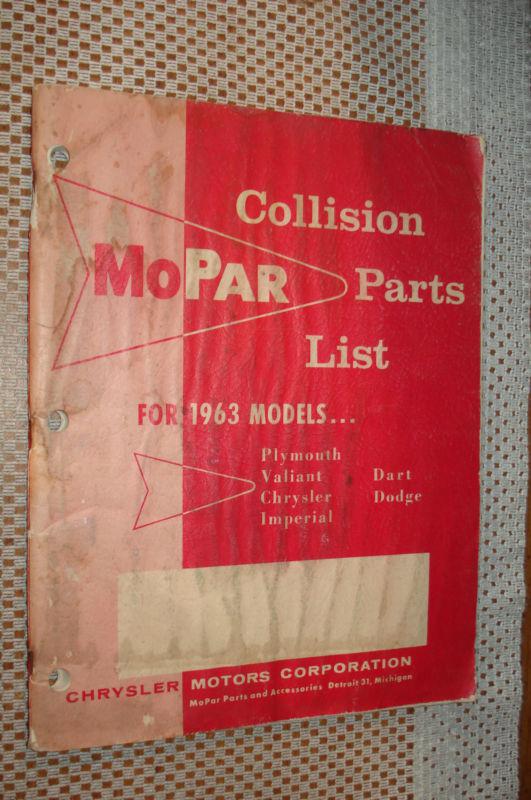 Collision
MoPAR Parts
List
FOR 1963 MODELS...
Plymouth
Valiant Dart
Chrysler Dodge
Imperial
CHRYSLER MOTORS CORPORATION
MoPar Parts and Accessories Detroit 31, Michigan